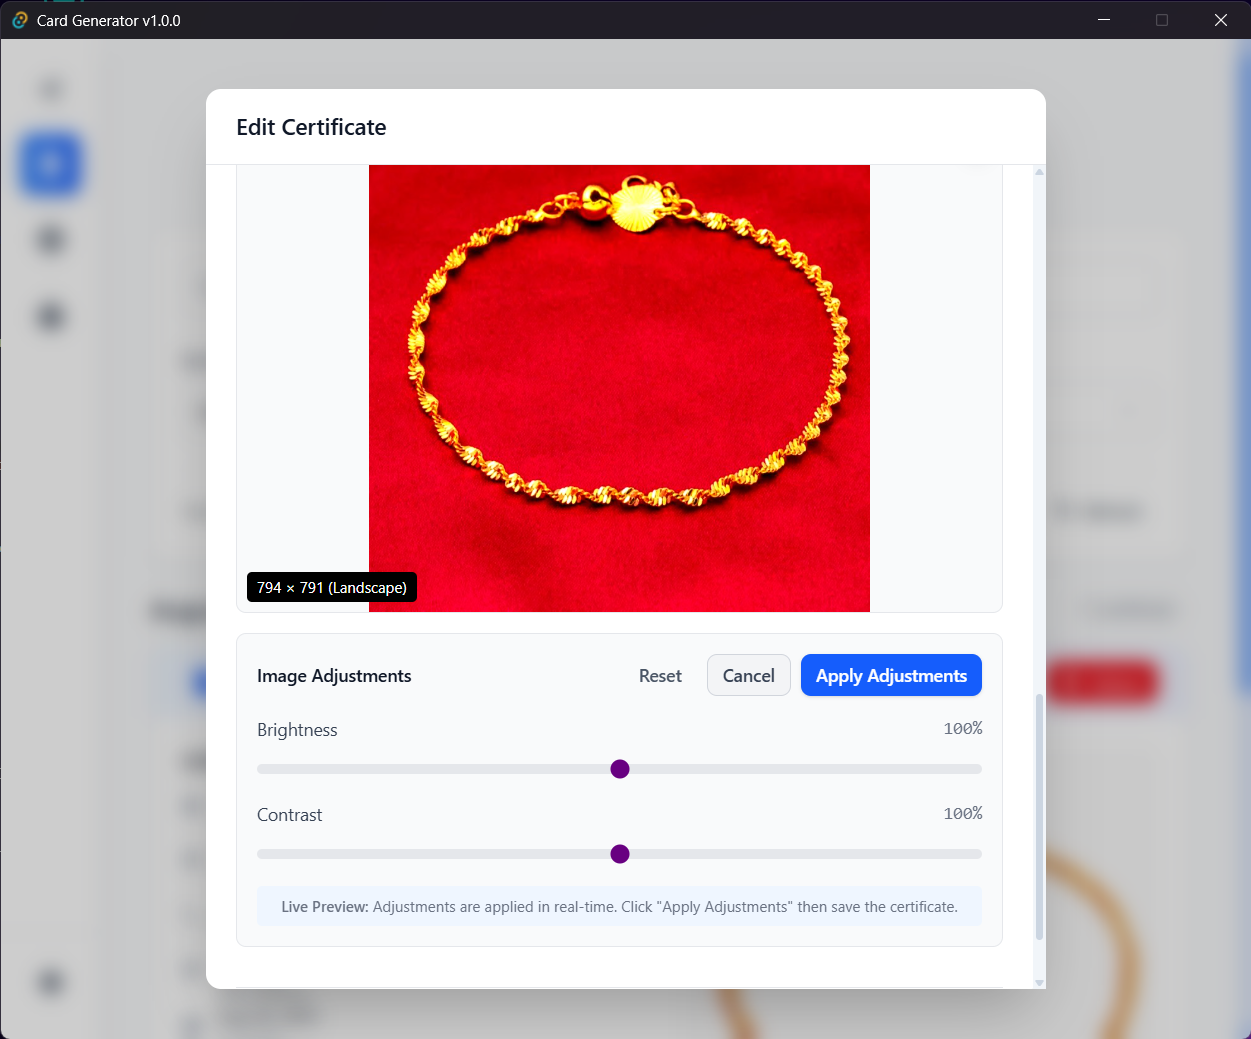 Card Generator v1.0.0
Edit Certificate
794 × 791 (Landscape)
Image Adjustments
Reset
Cancel
Apply Adjustments
Brightness
100%
Contrast
100%
Live Preview: Adjustments are applied in real-time. Click "Apply Adjustments" then save the certificate.